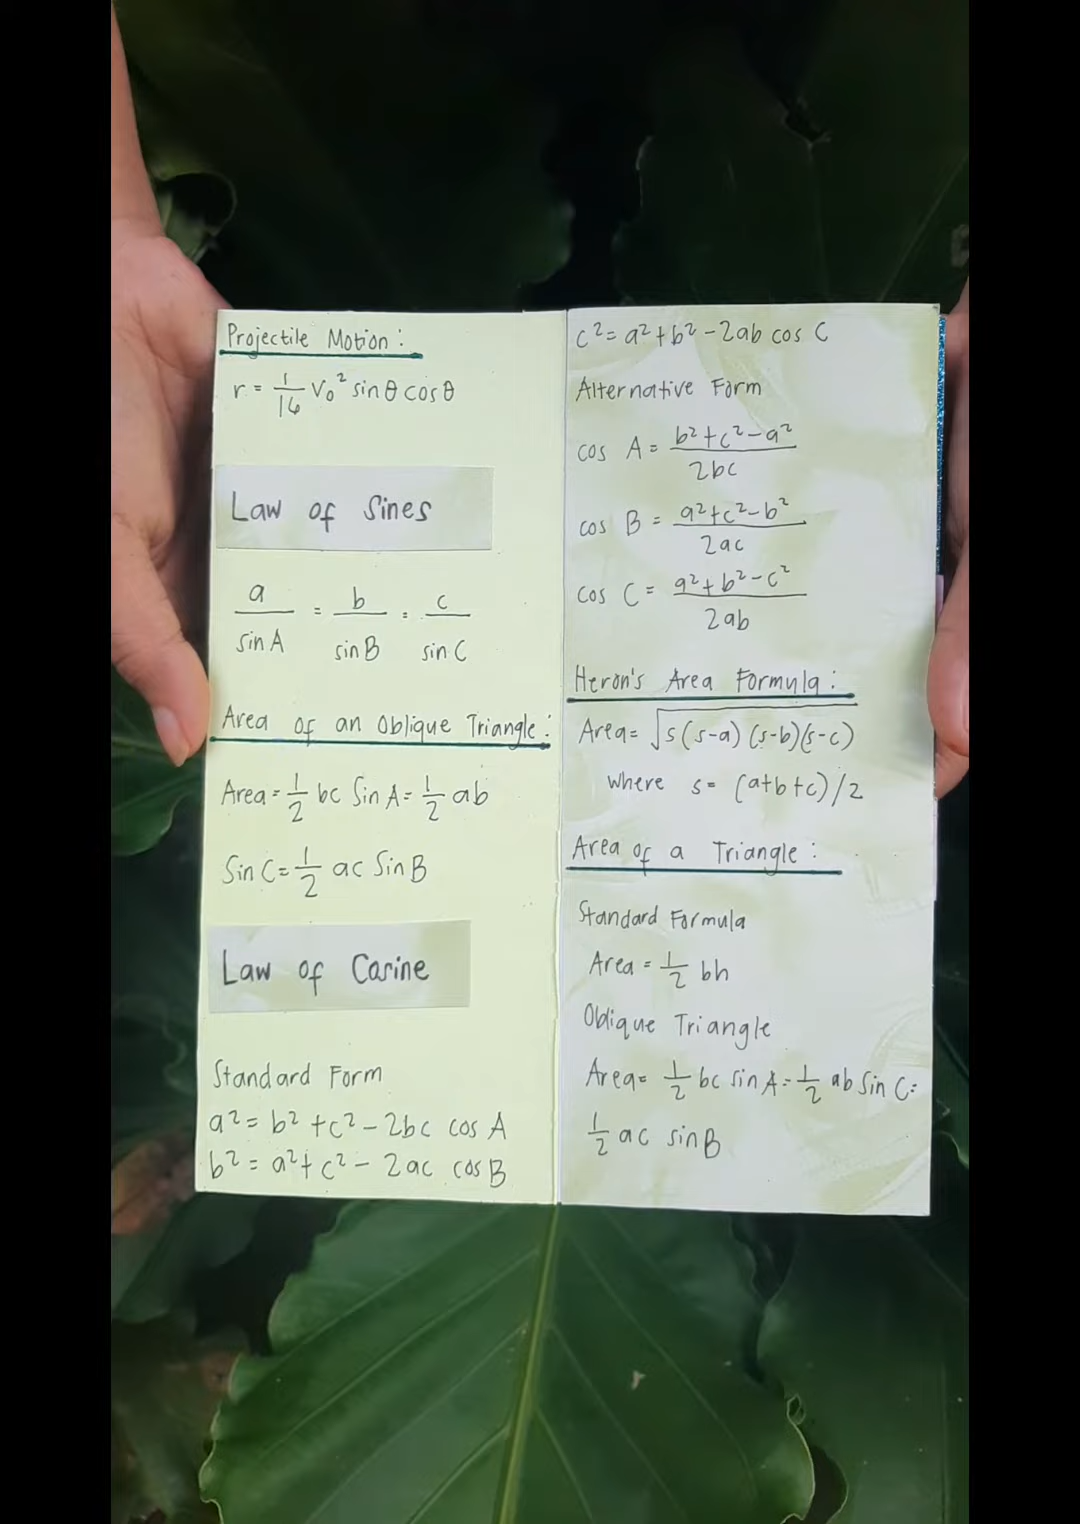 Projectile Motion:
r = 1/16 V₀² sin θ cos θ
Law of Sines
a/sin A = b/sin B = c/sin C
Area of an Oblique Triangle:
Area = 1/2 bc Sin A = 1/2 ab
Sin C = 1/2 ac Sin B
Law of Cosine
Standard Form
a² = b² + c² - 2bc cos A
b² = a² + c² - 2ac cos B
c² = a² + b² - 2ab cos C
Alternative Form
cos A = b² + c² - a² / 2bc
cos B = a² + c² - b² / 2ac
cos C = a² + b² - c² / 2ab
Heron's Area Formula:
Area = √s(s-a)(s-b)(s-c)
where s = (a+b+c)/2
Area of a Triangle:
Standard Formula
Area = 1/2 bh
Oblique Triangle
Area = 1/2 bc sin A = 1/2 ab Sin C =
1/2 ac sin B